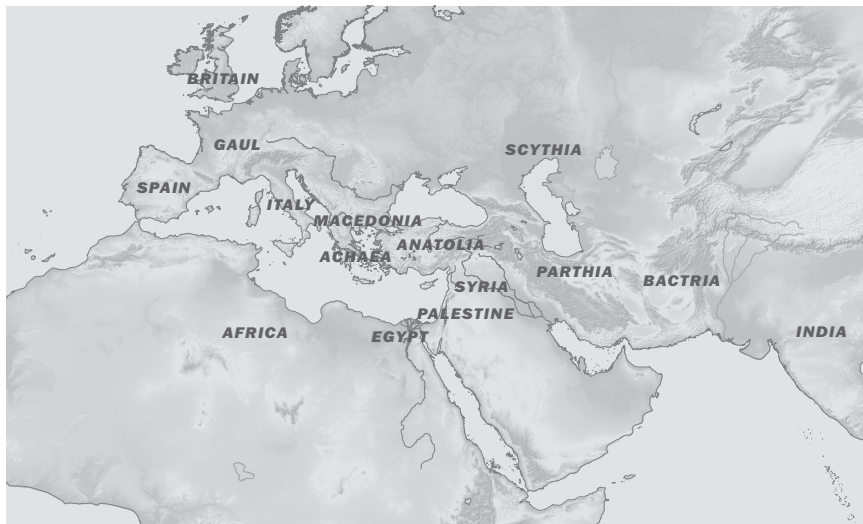 BRITAIN
GAUL
SCYTHIA
SPAIN
ITALY
MACEDONIA
ANATOLIA
ACHAEA
PARTHIA
BACTRIA
SYRIA
PALESTINE
AFRICA
EGYPT
INDIA